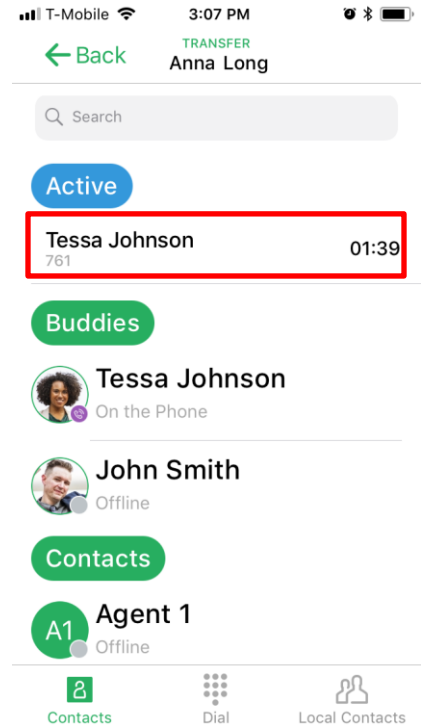 T-Mobile 3:07 PM
Back
TRANSFER
Anna Long
Search
Active
Tessa Johnson
761
01:39
Buddies
Tessa Johnson
On the Phone
John Smith
Offline
Contacts
A1
Agent 1
Offline
Contacts
Dial
Local Contacts